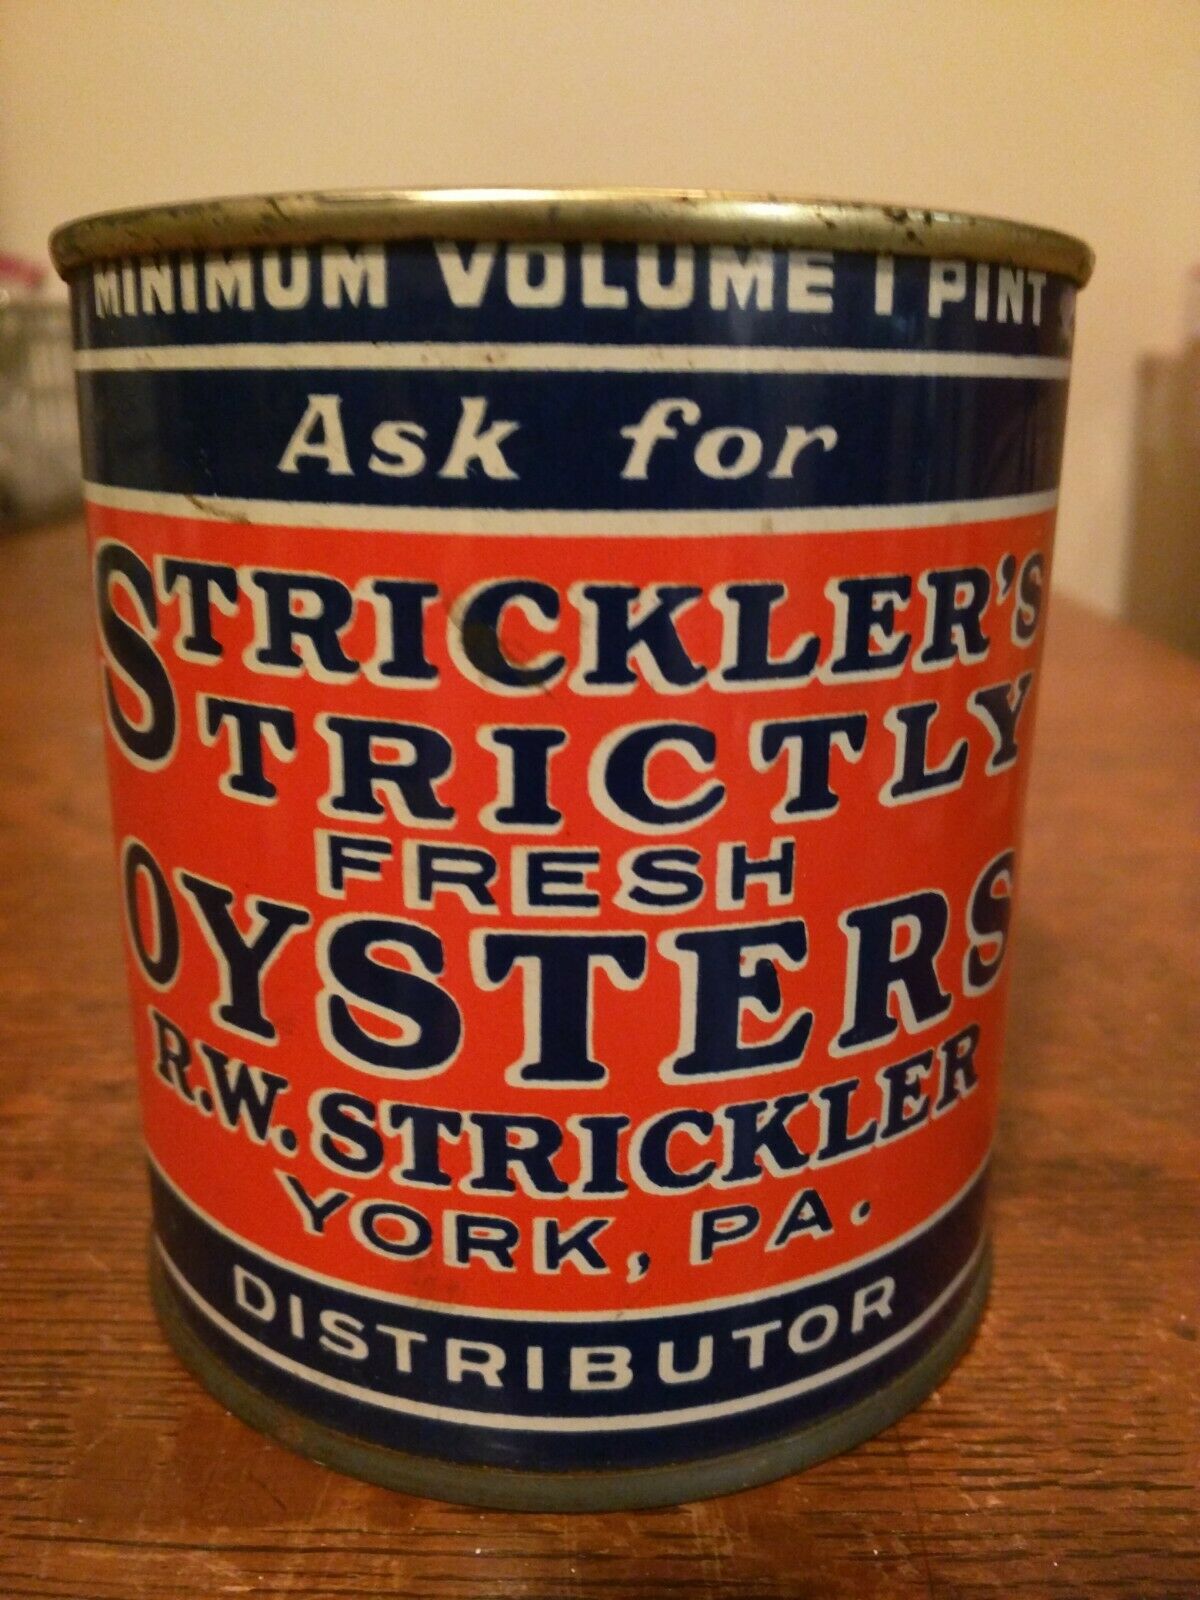 MINIMUM VOLUME 1 PINT
Ask for
STRICKLER'S
STRICTLY
FRESH
OYSTERS
R.W. STRICKLER
YORK, PA.
DISTRIBUTOR